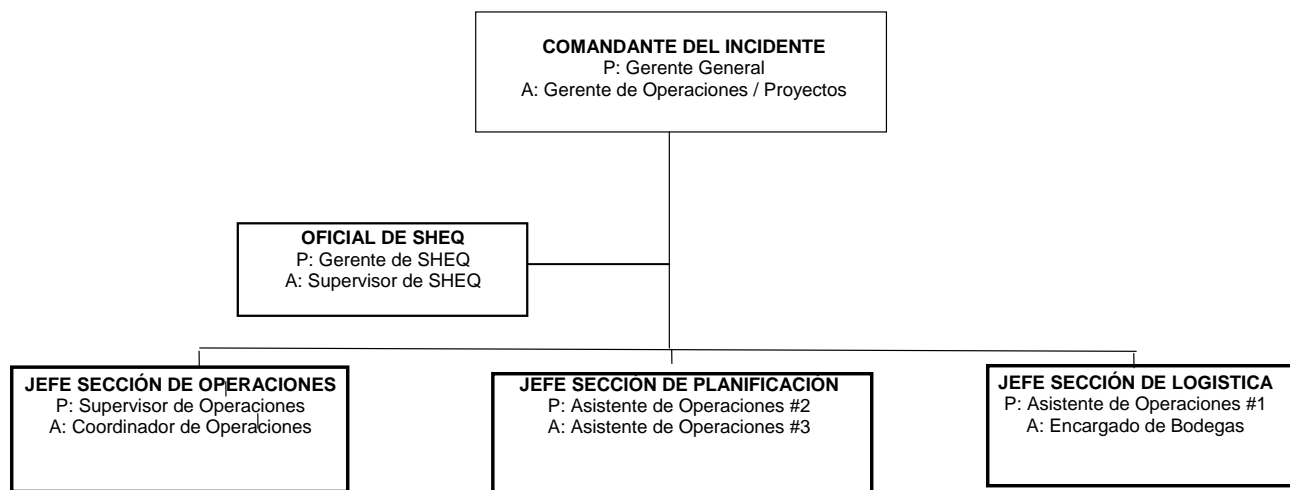 COMANDANTE DEL INCIDENTE
P: Gerente General
A: Gerente de Operaciones / Proyectos
OFICIAL DE SHEQ
P: Gerente de SHEQ
A: Supervisor de SHEQ
JEFE SECCIÓN DE OPERACIONES
P: Supervisor de Operaciones
A: Coordinador de Operaciones
JEFE SECCIÓN DE PLANIFICACIÓN
P: Asistente de Operaciones #2
A: Asistente de Operaciones #3
JEFE SECCIÓN DE LOGISTICA
P: Asistente de Operaciones #1
A: Encargado de Bodegas